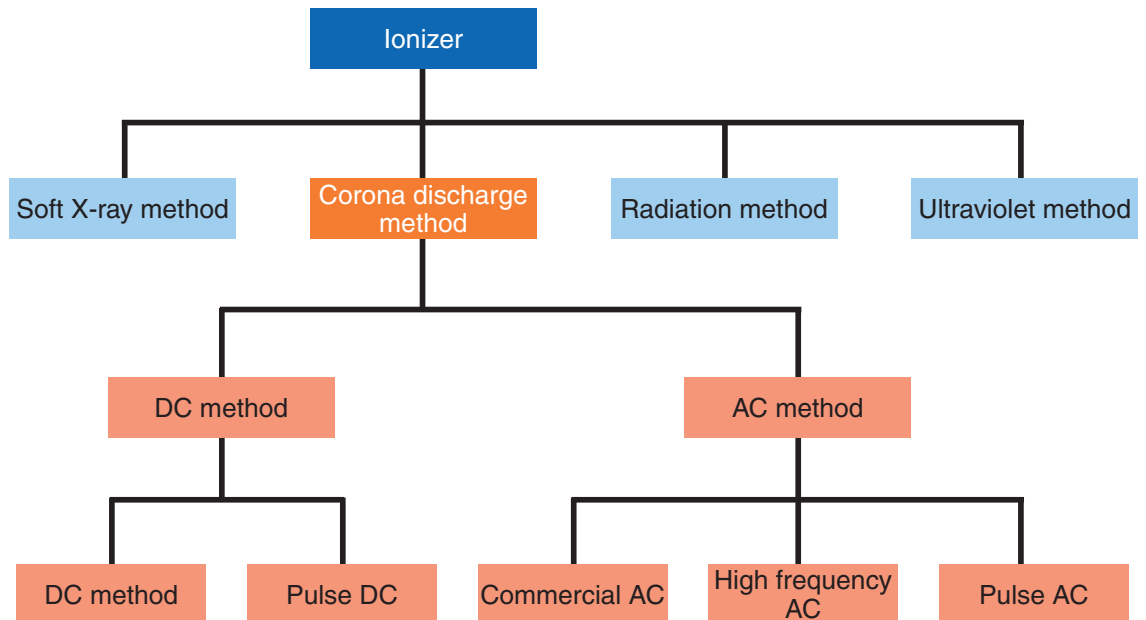 Ionizer
Soft X-ray method
Corona discharge
method
Radiation method
Ultraviolet method
DC method
AC method
DC method
Pulse DC
Commercial AC
High frequency
AC
Pulse AC